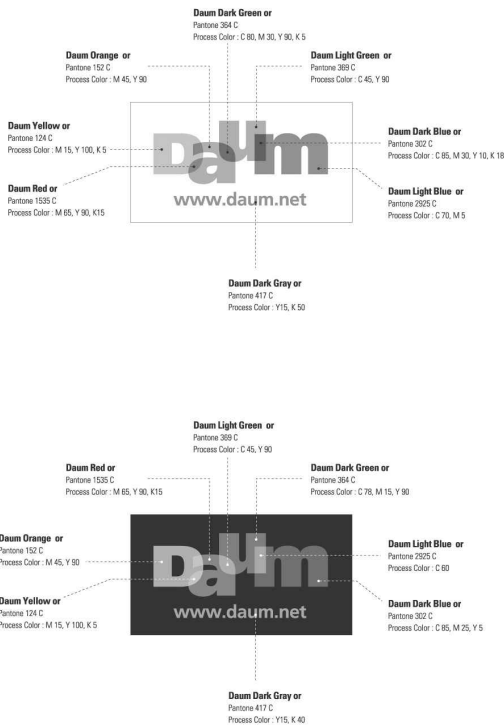 Daum Dark Green or
Pantone 364 C
Process Color : C 80, M 30, Y 90, K 5
Daum Orange or
Pantone 152 C
Process Color : M 45, Y 90
Daum Light Green or
Pantone 369 C
Process Color : C 45, Y 90
Daum Yellow or
Pantone 124 C
Process Color : M 15, Y 100, K 5
Daum Dark Blue or
Pantone 302 C
Process Color : C 85, M 30, Y 10, K 18
Daum
Daum Red or
Pantone 1535 C
Process Color : M 65, Y 90, K15
Daum Light Blue or
Pantone 2925 C
Process Color : C 70, M 5
www.daum.net
Daum Dark Gray or
Pantone 417 C
Process Color : Y15, K 50
Daum Light Green or
Pantone 369 C
Process Color : C 45, Y 90
Daum Red or
Pantone 1535 C
Process Color : M 65, Y 90, K15
Daum Dark Green or
Pantone 364 C
Process Color : C 78, M 15, Y 90
Daum Orange or
Pantone 152 C
Process Color : M 45, Y 90
Daum Light Blue or
Pantone 2925 C
Process Color : C 60
Daum
Daum Yellow or
Pantone 124 C
Process Color : M 15, Y 100, K 5
Daum Dark Blue or
Pantone 302 C
Process Color : C 85, M 25, Y 5
www.daum.net
Daum Dark Gray or
Pantone 417 C
Process Color : Y15, K 40